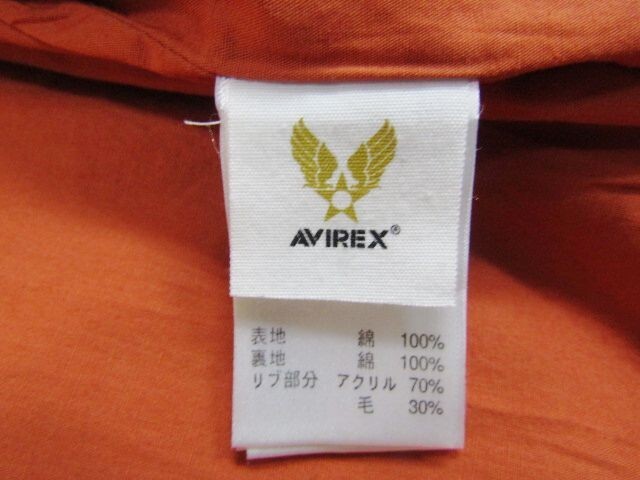 AVIREX®
表地 綿 100%
裏地 綿 100%
リブ部分 アクリル 70%
毛 30%